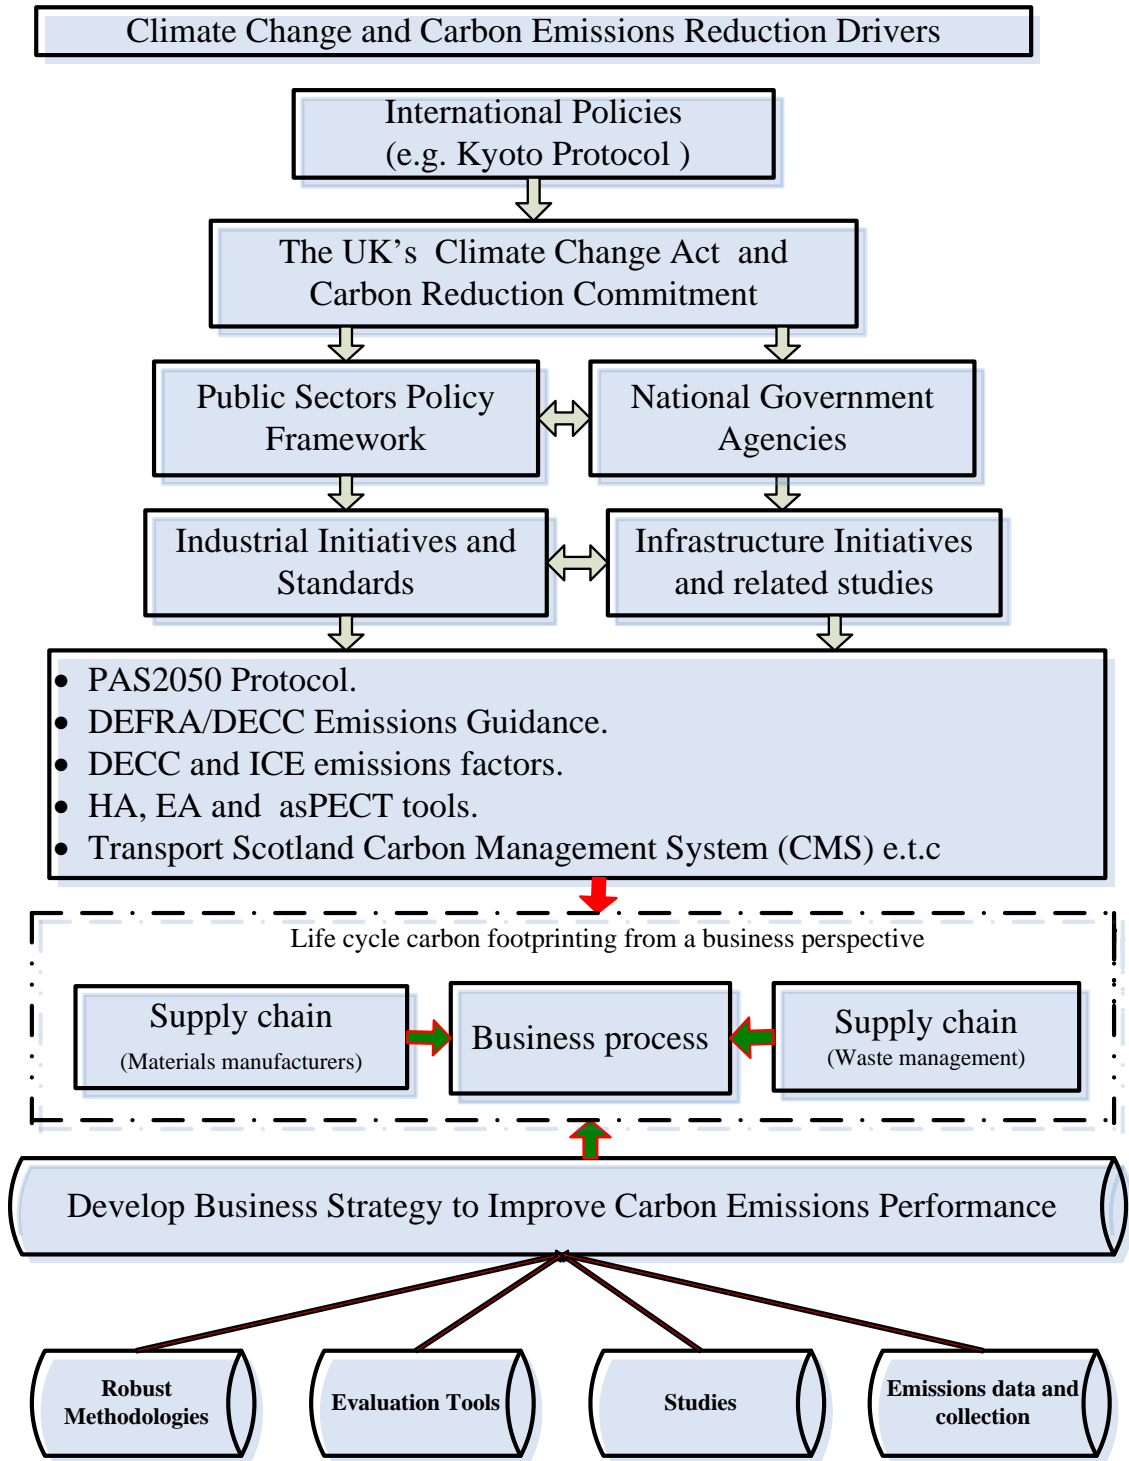 Climate Change and Carbon Emissions Reduction Drivers
International Policies
(e.g. Kyoto Protocol )
The UK’s Climate Change Act and
Carbon Reduction Commitment
Public Sectors Policy
Framework
National Government
Agencies
Industrial Initiatives and
Standards
Infrastructure Initiatives
and related studies
• PAS2050 Protocol.
• DEFRA/DECC Emissions Guidance.
• DECC and ICE emissions factors.
• HA, EA and asPECT tools.
• Transport Scotland Carbon Management System (CMS) e.t.c
Life cycle carbon footprinting from a business perspective
Supply chain
(Materials manufacturers)
Business process
Supply chain
(Waste management)
Develop Business Strategy to Improve Carbon Emissions Performance
Robust
Methodologies
Evaluation Tools
Studies
Emissions data and
collection